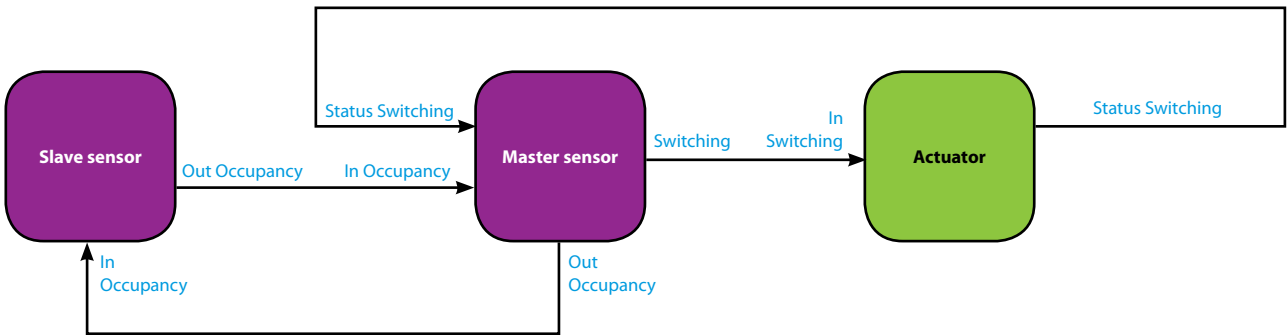 Status Switching
In
Switching
Status Switching
Slave sensor
Master sensor
Switching
Actuator
Out Occupancy
In Occupancy
In
Occupancy
Out
Occupancy